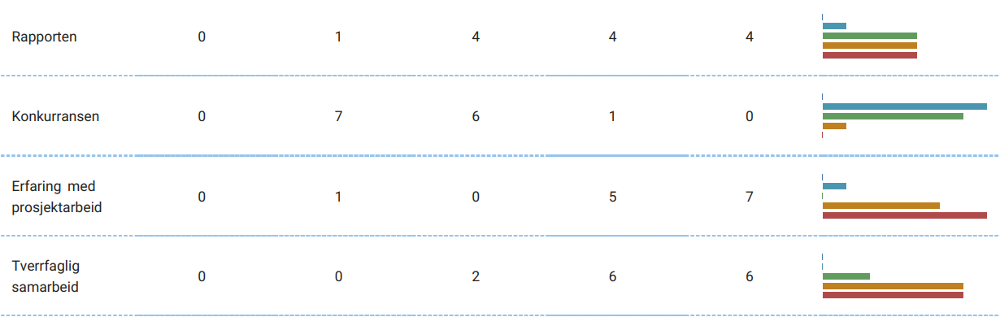 Rapporten 0 1 4 4 4
Konkurransen 0 7 6 1 0
Erfaring med
prosjektarbeid 0 1 0 5 7
Tverrfaglig
samarbeid 0 0 2 6 6